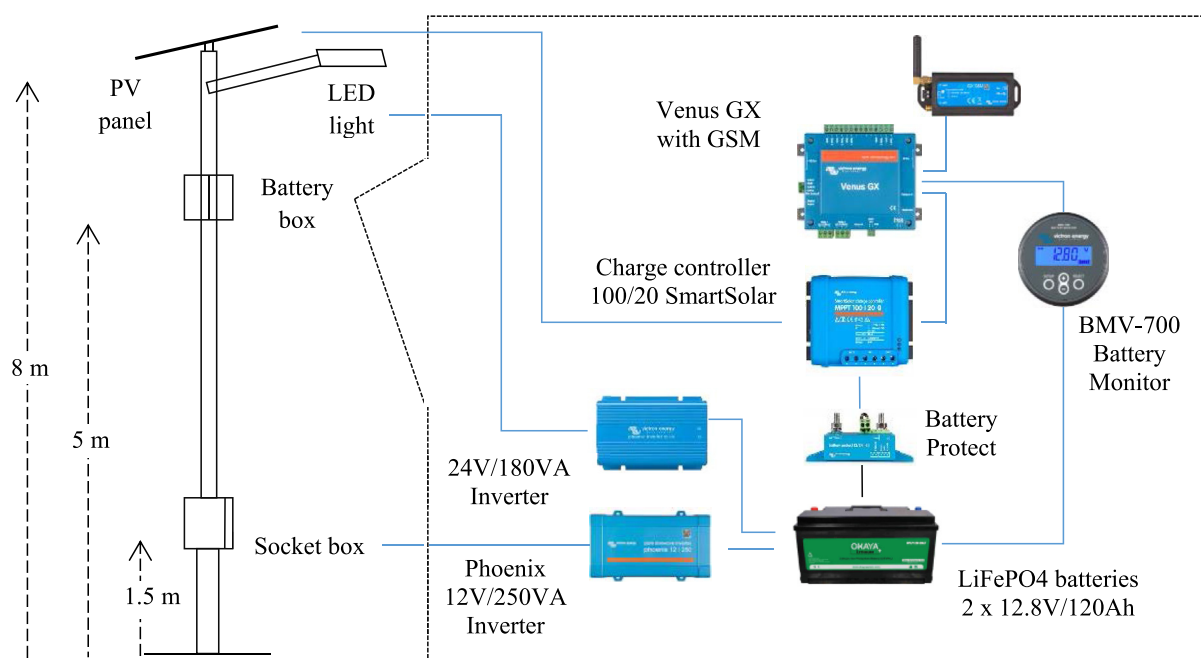 PV
panel
LED
light
Battery
box
8 m
5 m
1.5 m
Socket box
Venus GX
with GSM
Venus GX
Charge controller
100/20 SmartSolar
MPPT 100 | 20
victron energy
12.80
BMV-700
Battery
Monitor
Battery
Protect
24V/180VA
Inverter
phoenix 12 | 250
Phoenix
12V/250VA
Inverter
OKAYA
LiFePO4 batteries
2 x 12.8V/120Ah